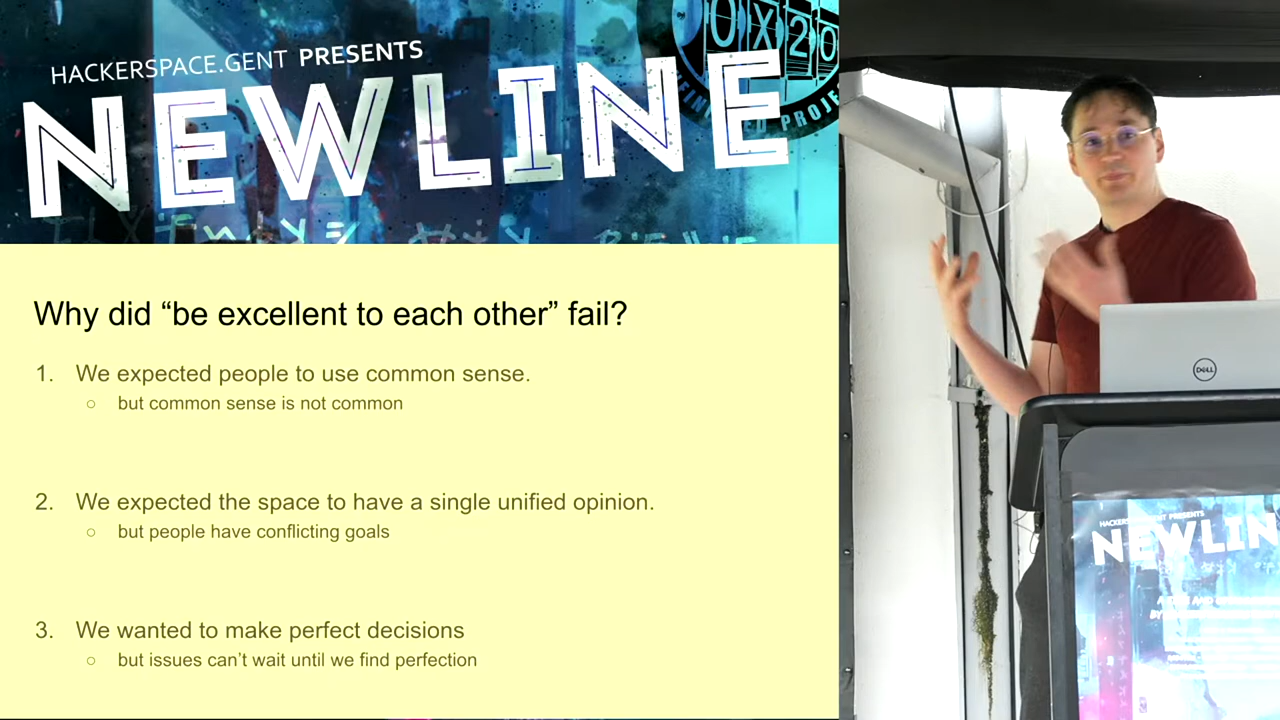 HACKERSPACE.GENT PRESENTS
NEWLINE
0X20
Why did “be excellent to each other” fail?
1. We expected people to use common sense.
○ but common sense is not common
2. We expected the space to have a single unified opinion.
○ but people have conflicting goals
3. We wanted to make perfect decisions
○ but issues can’t wait until we find perfection
DELL
PRESENTS
NEWLIN